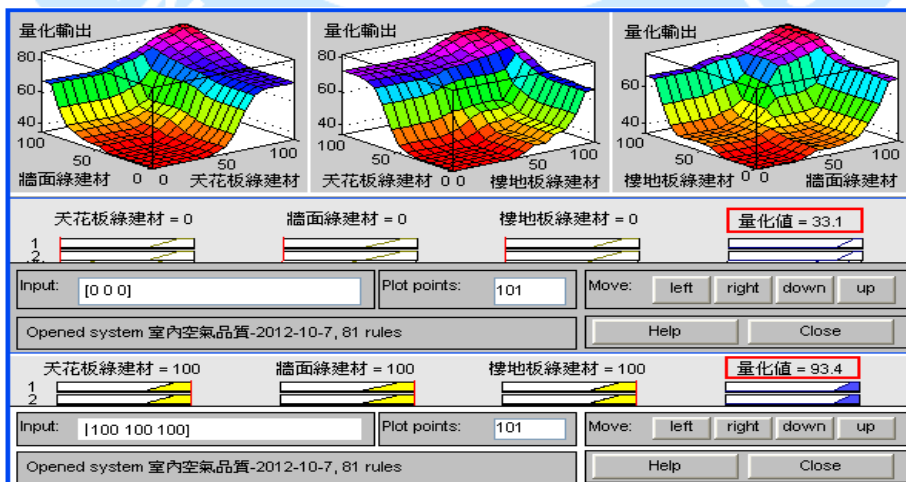 量化輸出
80
60
40
100
50
0
0
50
100
牆面綠建材
天花板綠建材
量化輸出
80
60
40
100
50
0
0
50
100
天花板綠建材
樓地板綠建材
量化輸出
60
40
100
50
0
0
50
100
樓地板綠建材
牆面綠建材
天花板綠建材 = 0
牆面綠建材 = 0
樓地板綠建材 = 0
量化值 = 33.1
1
2
Input: [0 0 0]
Plot points: 101
Move: left right down up
Opened system 室內空氣品質-2012-10-7, 81 rules
Help
Close
天花板綠建材 = 100
牆面綠建材 = 100
樓地板綠建材 = 100
量化值 = 93.4
1
2
Input: [100 100 100]
Plot points: 101
Move: left right down up
Opened system 室內空氣品質-2012-10-7, 81 rules
Help
Close